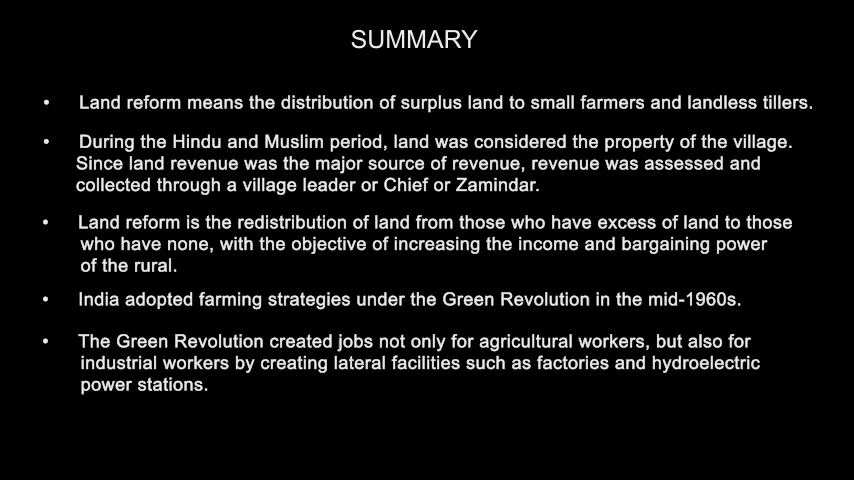 SUMMARY
• Land reform means the distribution of surplus land to small farmers and landless tillers.
• During the Hindu and Muslim period, land was considered the property of the village.
Since land revenue was the major source of revenue, revenue was assessed and
collected through a village leader or Chief or Zamindar.
• Land reform is the redistribution of land from those who have excess of land to those
who have none, with the objective of increasing the income and bargaining power
of the rural.
• India adopted farming strategies under the Green Revolution in the mid-1960s.
• The Green Revolution created jobs not only for agricultural workers, but also for
industrial workers by creating lateral facilities such as factories and hydroelectric
power stations.